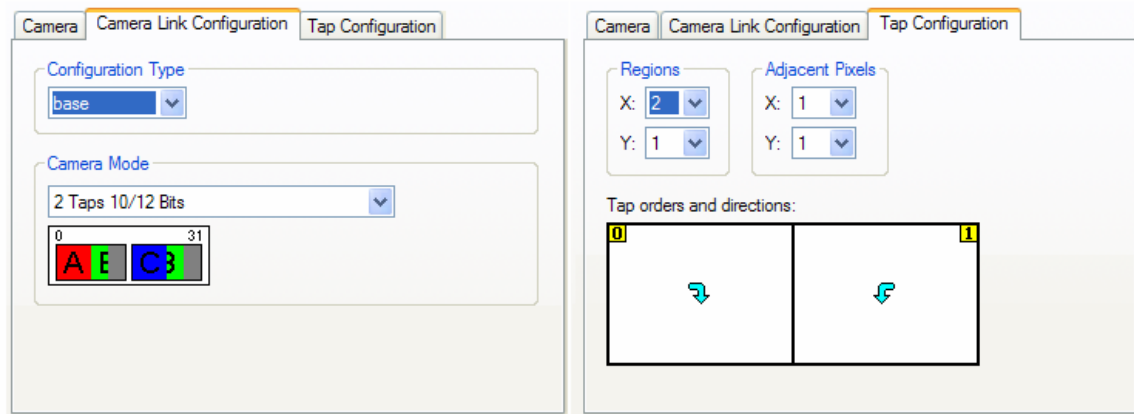 Camera Camera Link Configuration Tap Configuration
Configuration Type
base
Camera Mode
2 Taps 10/12 Bits
0 31
A B C B
Camera Camera Link Configuration Tap Configuration
Regions Adjacent Pixels
X: 2 X: 1
Y: 1 Y: 1
Tap orders and directions:
0 1